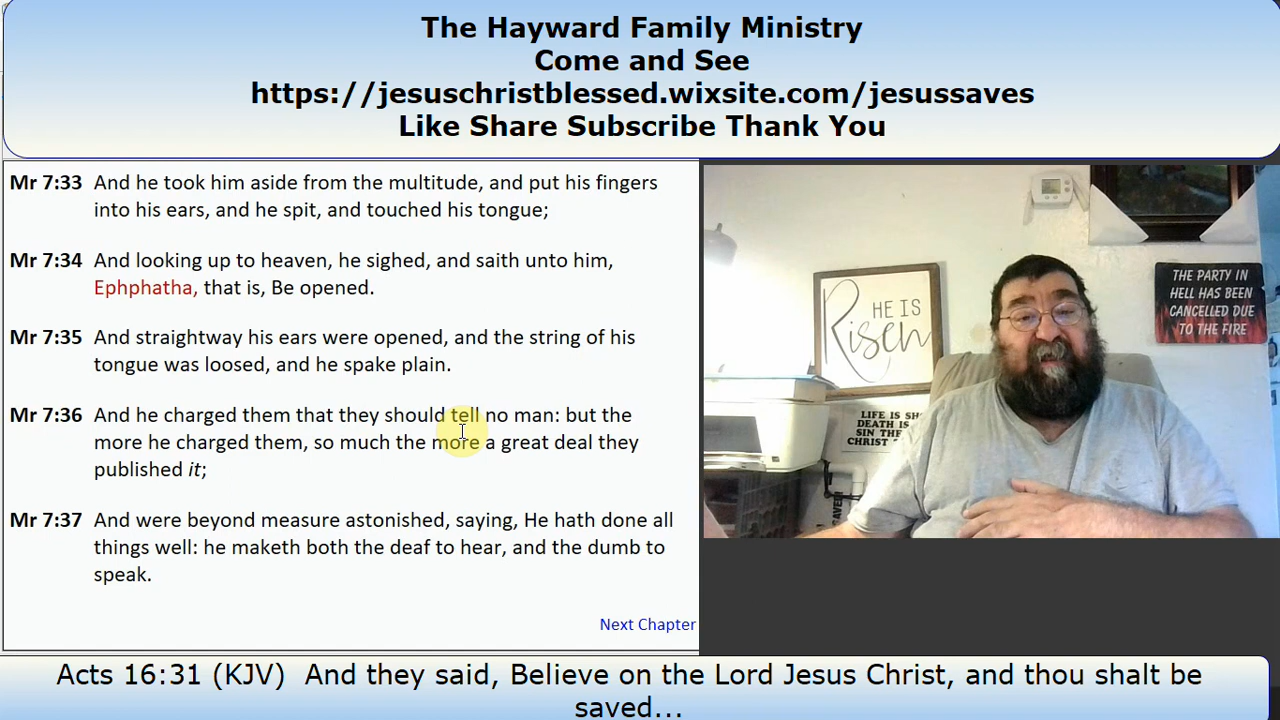 The Hayward Family Ministry
Come and See
https://jesuschristblessed.wixsite.com/jesussaves
Like Share Subscribe Thank You
Mr 7:33 And he took him aside from the multitude, and put his fingers
into his ears, and he spit, and touched his tongue;
Mr 7:34 And looking up to heaven, he sighed, and saith unto him,
Ephphatha, that is, Be opened.
Mr 7:35 And straightway his ears were opened, and the string of his
tongue was loosed, and he spake plain.
Mr 7:36 And he charged them that they should tell no man: but the
more he charged them, so much the more a great deal they
published it;
Mr 7:37 And were beyond measure astonished, saying, He hath done all
things well: he maketh both the deaf to hear, and the dumb to
speak.
Next Chapter
HE IS
Risen
LIFE IS
DEATH IS
SIN THE
CHRIST
THE PARTY IN
HELL HAS BEEN
CANCELLED DUE
TO THE FIRE
Acts 16:31 (KJV) And they said, Believe on the Lord Jesus Christ, and thou shalt be
saved...